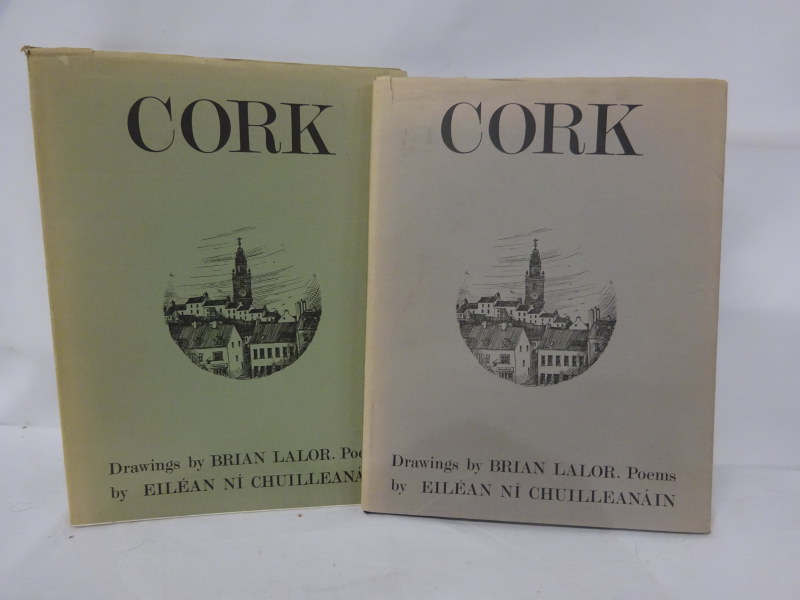 CORK
Drawings by BRIAN LALOR. Poe
by EILÉAN NÍ CHUILLEANÁ
CORK
Drawings by BRIAN LALOR. Poems
by EILÉAN NÍ CHUILLEANÁIN